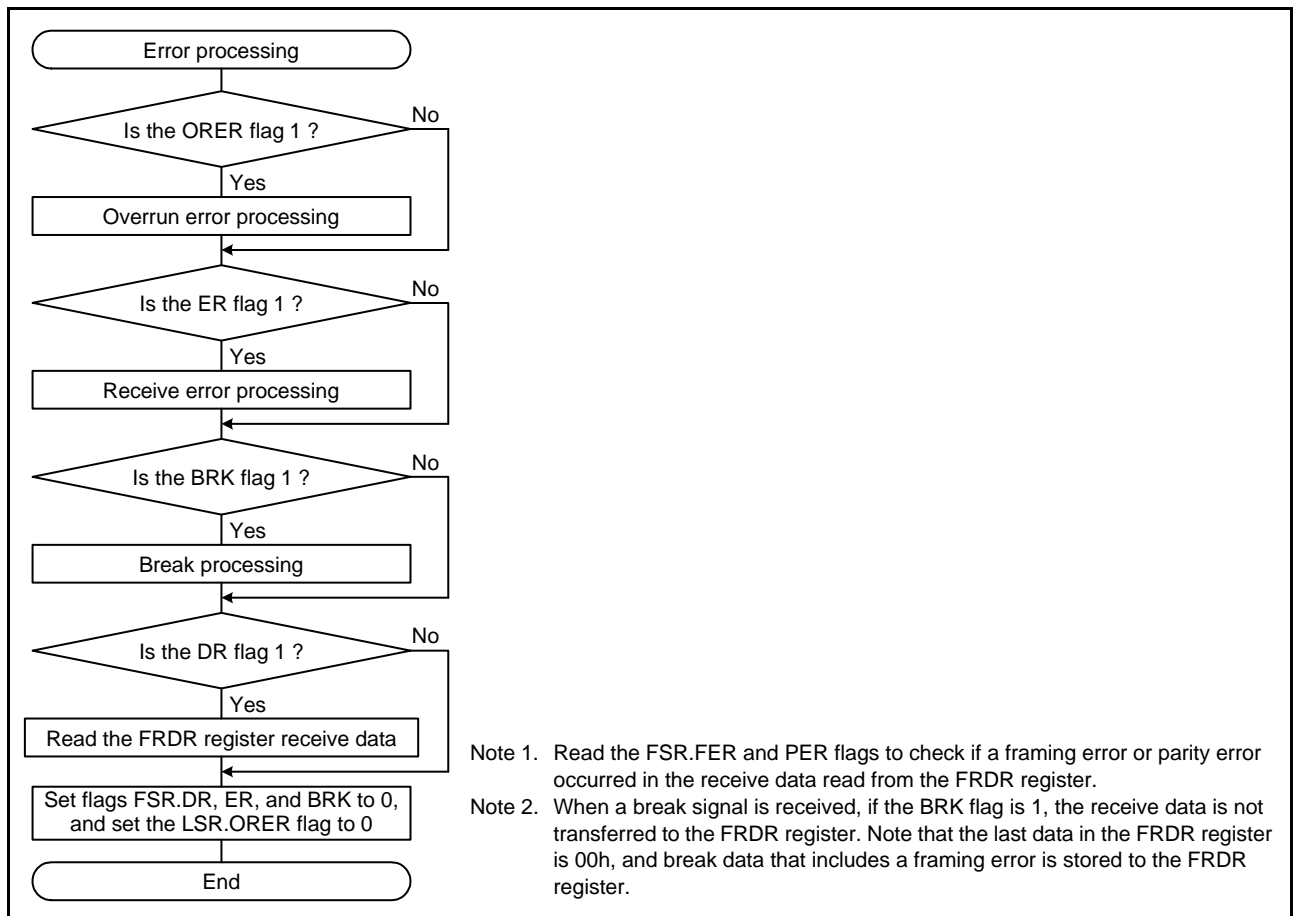 Error processing
Is the ORER flag 1 ?
No
Yes
Overrun error processing
Is the ER flag 1 ?
No
Yes
Receive error processing
Is the BRK flag 1 ?
No
Yes
Break processing
Is the DR flag 1 ?
No
Yes
Read the FRDR register receive data
Set flags FSR.DR, ER, and BRK to 0,
and set the LSR.ORER flag to 0
End
Note 1. Read the FSR.FER and PER flags to check if a framing error or parity error
occurred in the receive data read from the FRDR register.
Note 2. When a break signal is received, if the BRK flag is 1, the receive data is not
transferred to the FRDR register. Note that the last data in the FRDR register
is 00h, and break data that includes a framing error is stored to the FRDR
register.